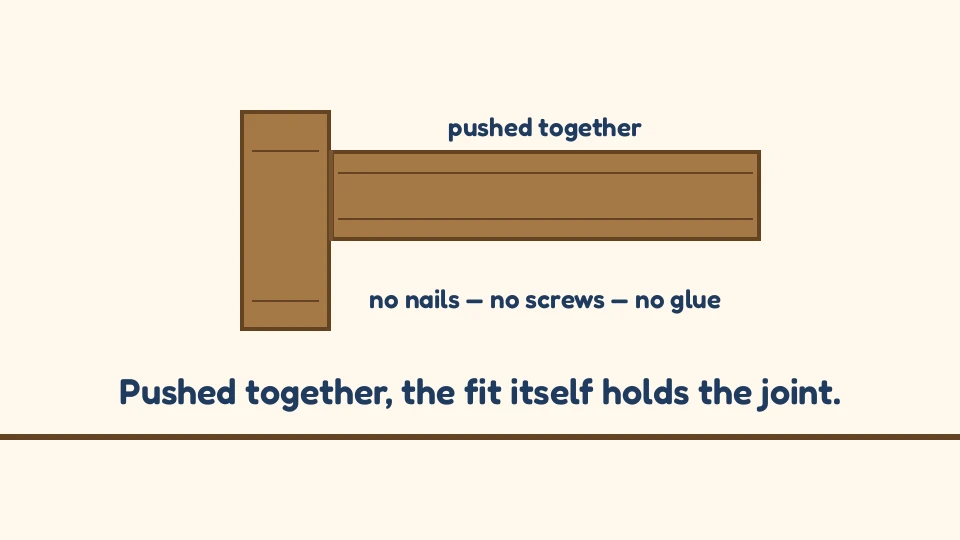 pushed together
no nails — no screws — no glue
Pushed together, the fit itself holds the joint.